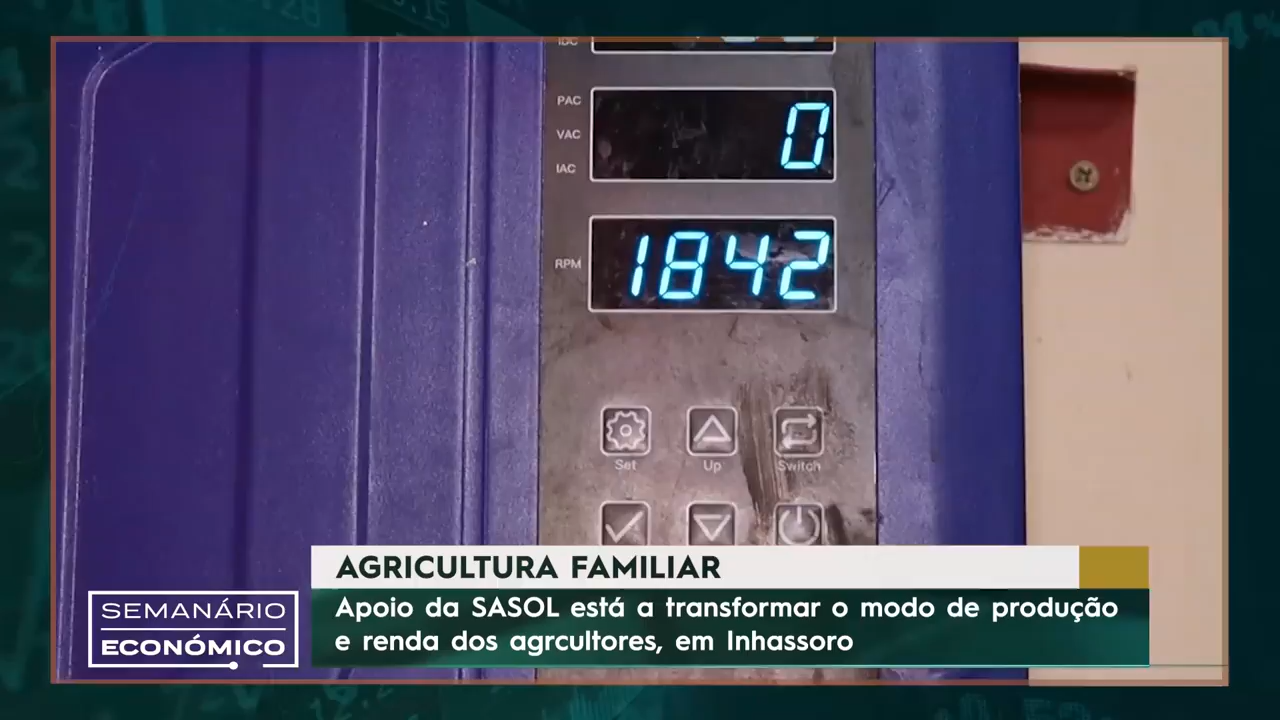 IDC
PAC
0
VAC
IAC
RPM
1842
Set
Up
Switch
AGRICULTURA FAMILIAR
Apoio da SASOL está a transformar o modo de produção
e renda dos agrcultores, em Inhassoro
SEMANÁRIO
ECONÓMICO